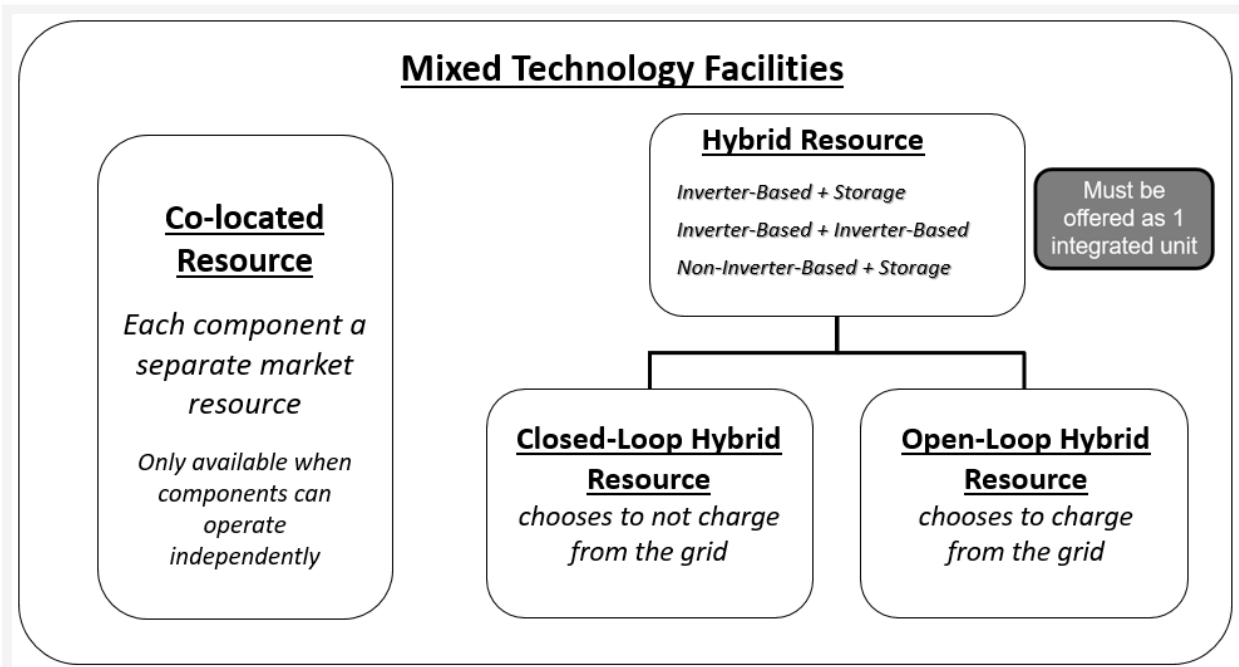 Mixed Technology Facilities
Co-located
Resource
Each component a
separate market
resource
Only available when
components can
operate
independently
Hybrid Resource
Inverter-Based + Storage
Inverter-Based + Inverter-Based
Non-Inverter-Based + Storage
Must be
offered as 1
integrated unit
Closed-Loop Hybrid
Resource
chooses to not charge
from the grid
Open-Loop Hybrid
Resource
chooses to charge
from the grid